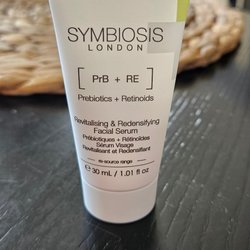 SYMBIOSIS
LONDON
[ PrB + RE ]
Prebiotics + Retinoids
Revitalising & Redensifying
Facial Serum
Prébiotiques + Rétinoïdes
Sérum Visage
Revitalisant et Redensifiant
re-source range
℮ 30 mL / 1.01 fl oz